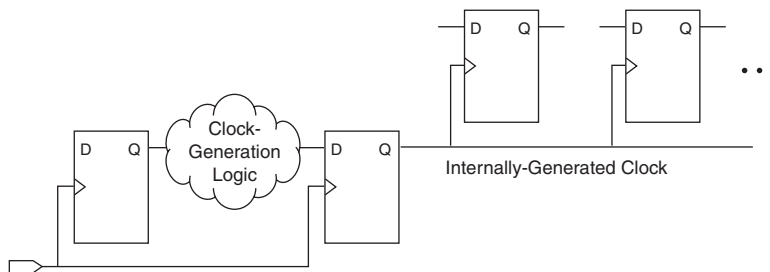 D Q
D Q
Clock-
Generation
Logic
D Q
D Q
Internally-Generated Clock